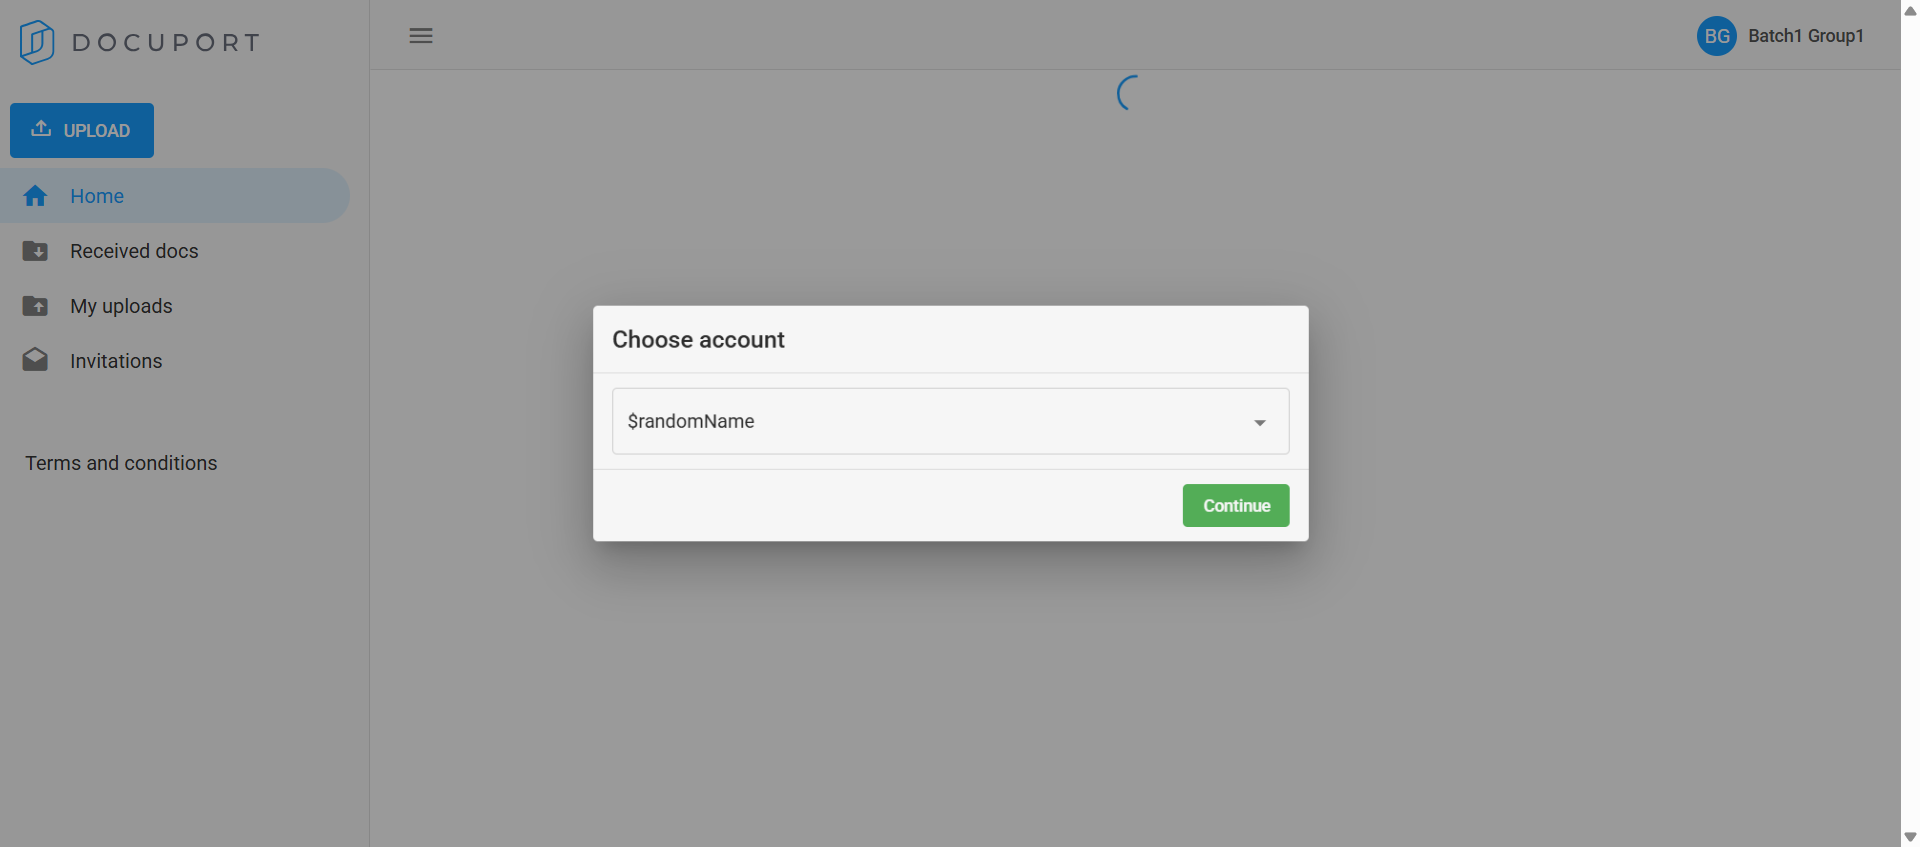 DOCUPORT
BG
Batch1 Group1
UPLOAD
Home
Received docs
My uploads
Invitations
Terms and conditions
Choose account
$randomName
Continue